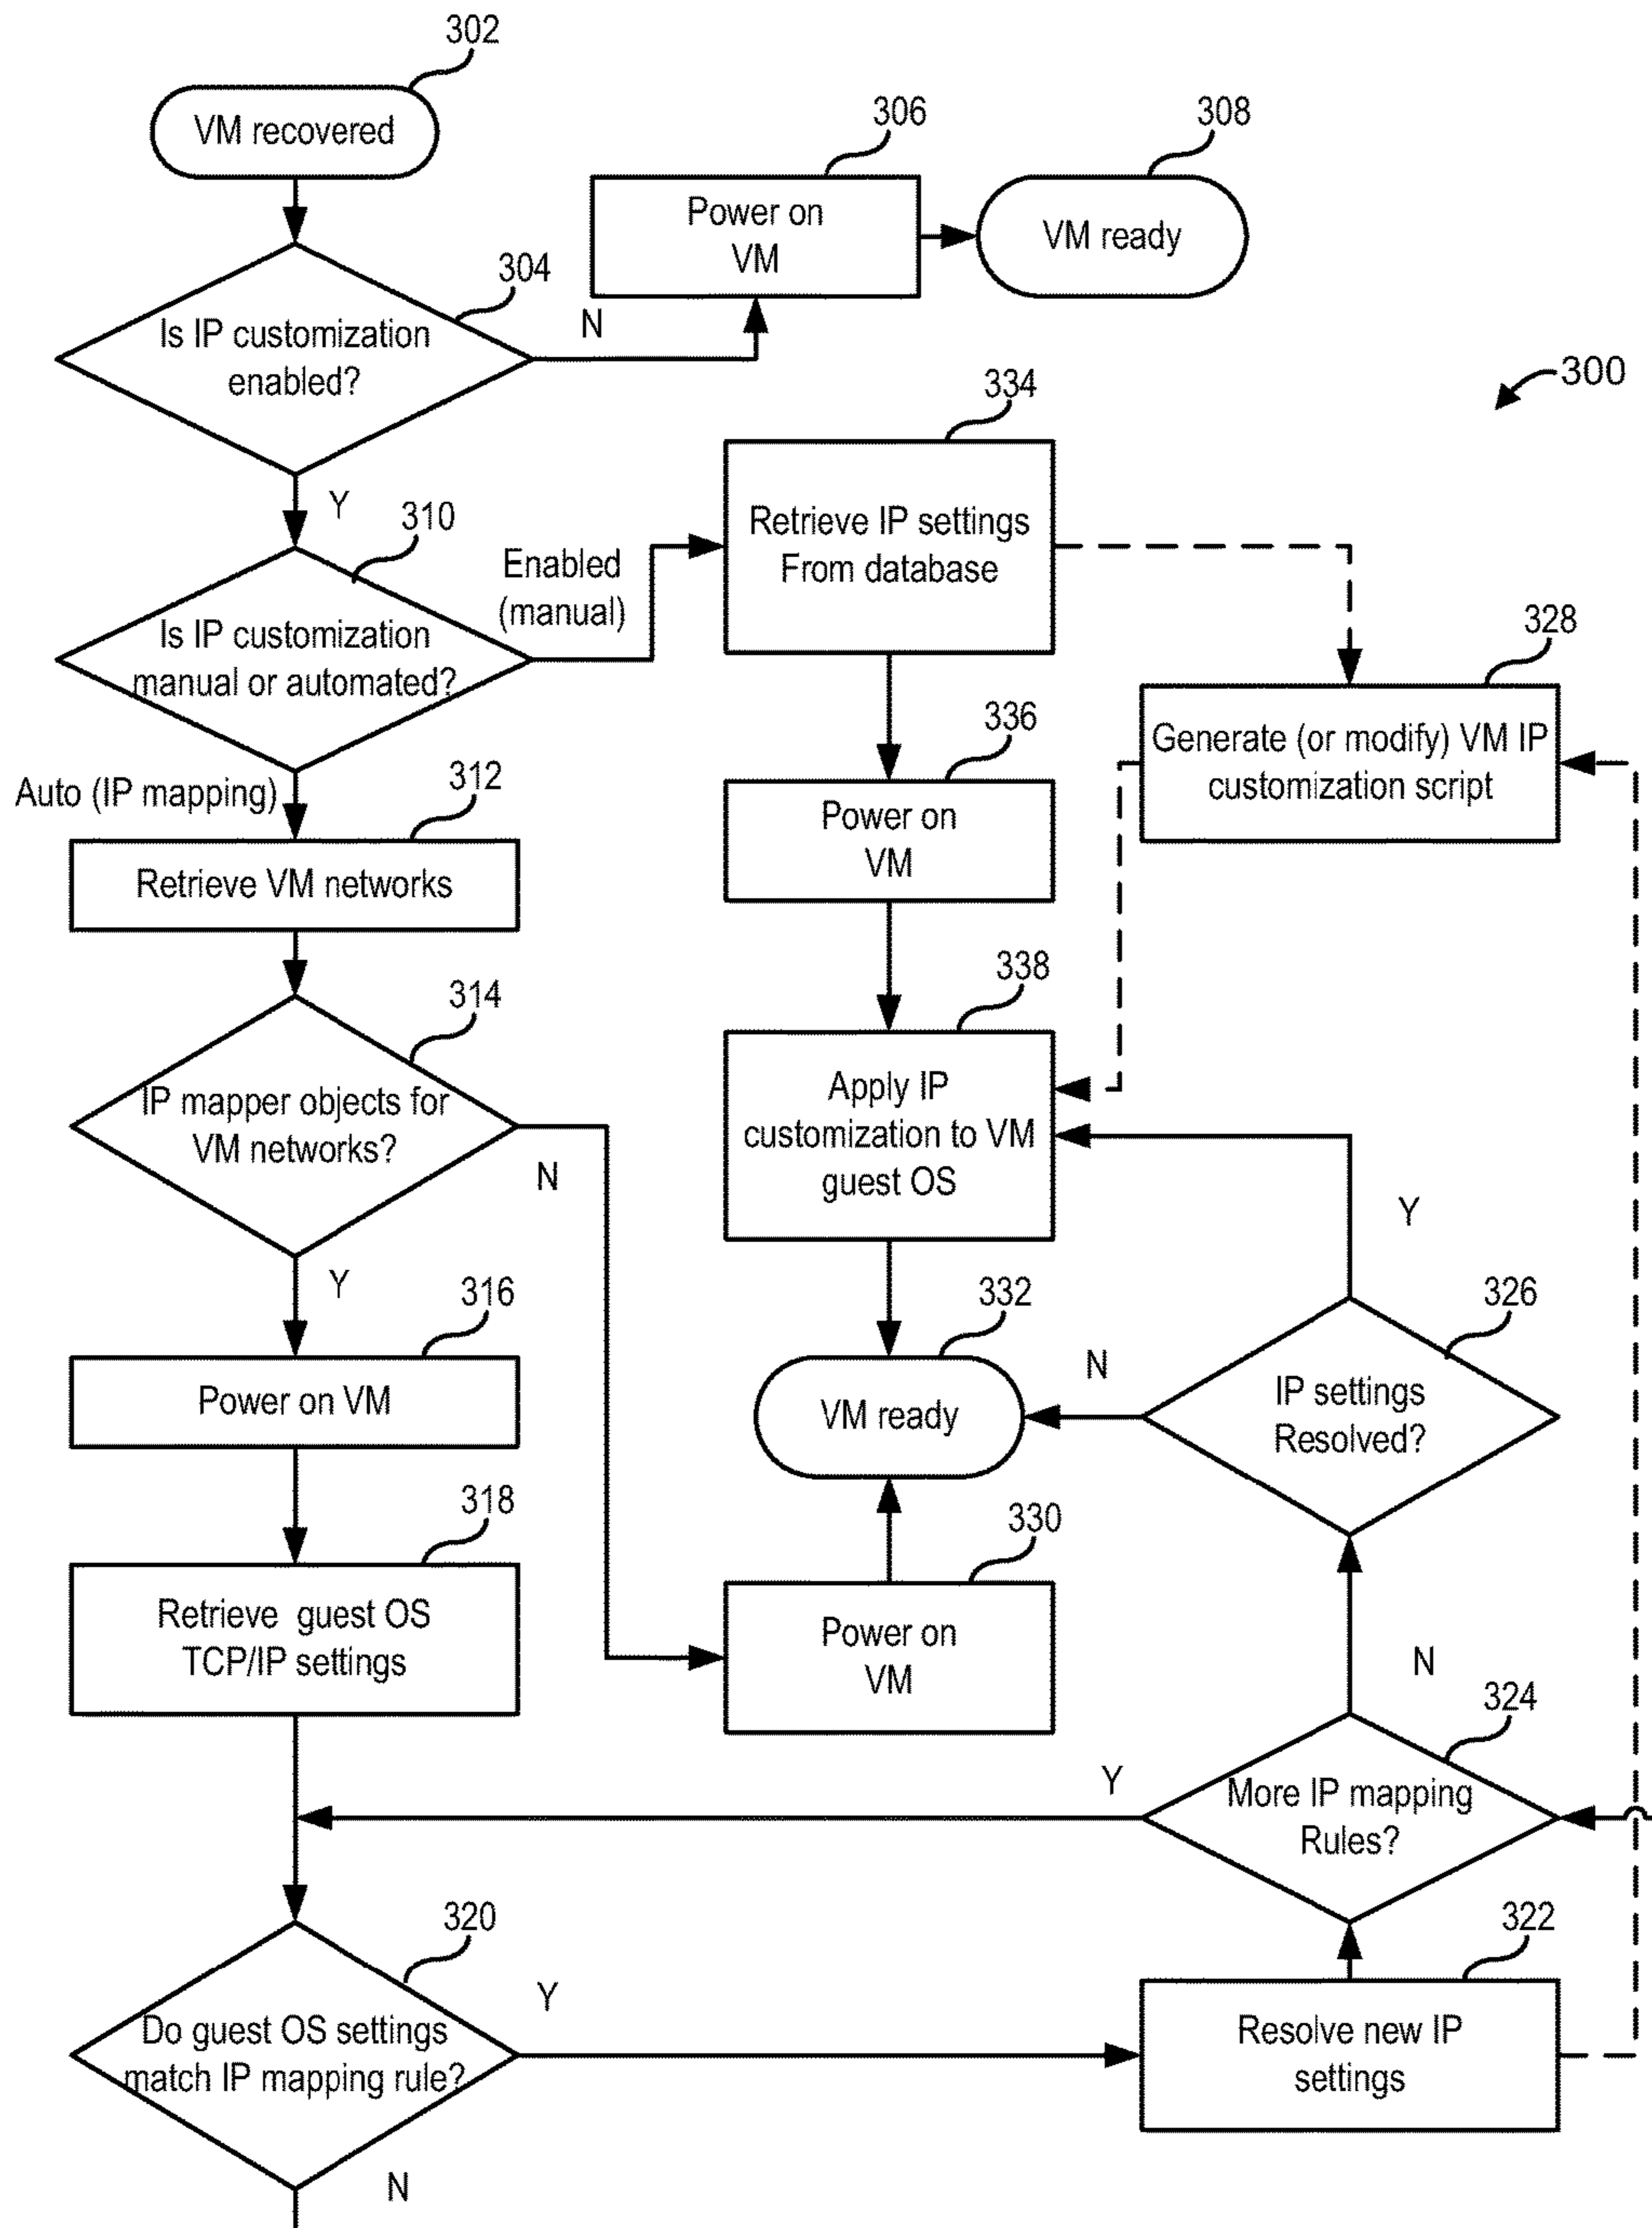 302
VM recovered
306
Power on
VM
308
VM ready
304
Is IP customization
enabled?
N
Y
300
310
Is IP customization
manual or automated?
Enabled
(manual)
334
Retrieve IP settings
From database
328
Generate (or modify) VM IP
customization script
Auto (IP mapping)
312
Retrieve VM networks
336
Power on
VM
314
IP mapper objects for
VM networks?
N
Y
338
Apply IP
customization to VM
guest OS
Y
316
Power on VM
332
VM ready
N
326
IP settings
Resolved?
318
Retrieve guest OS
TCP/IP settings
330
Power on
VM
N
324
More IP mapping
Rules?
Y
320
Do guest OS settings
match IP mapping rule?
Y
322
Resolve new IP
settings
N